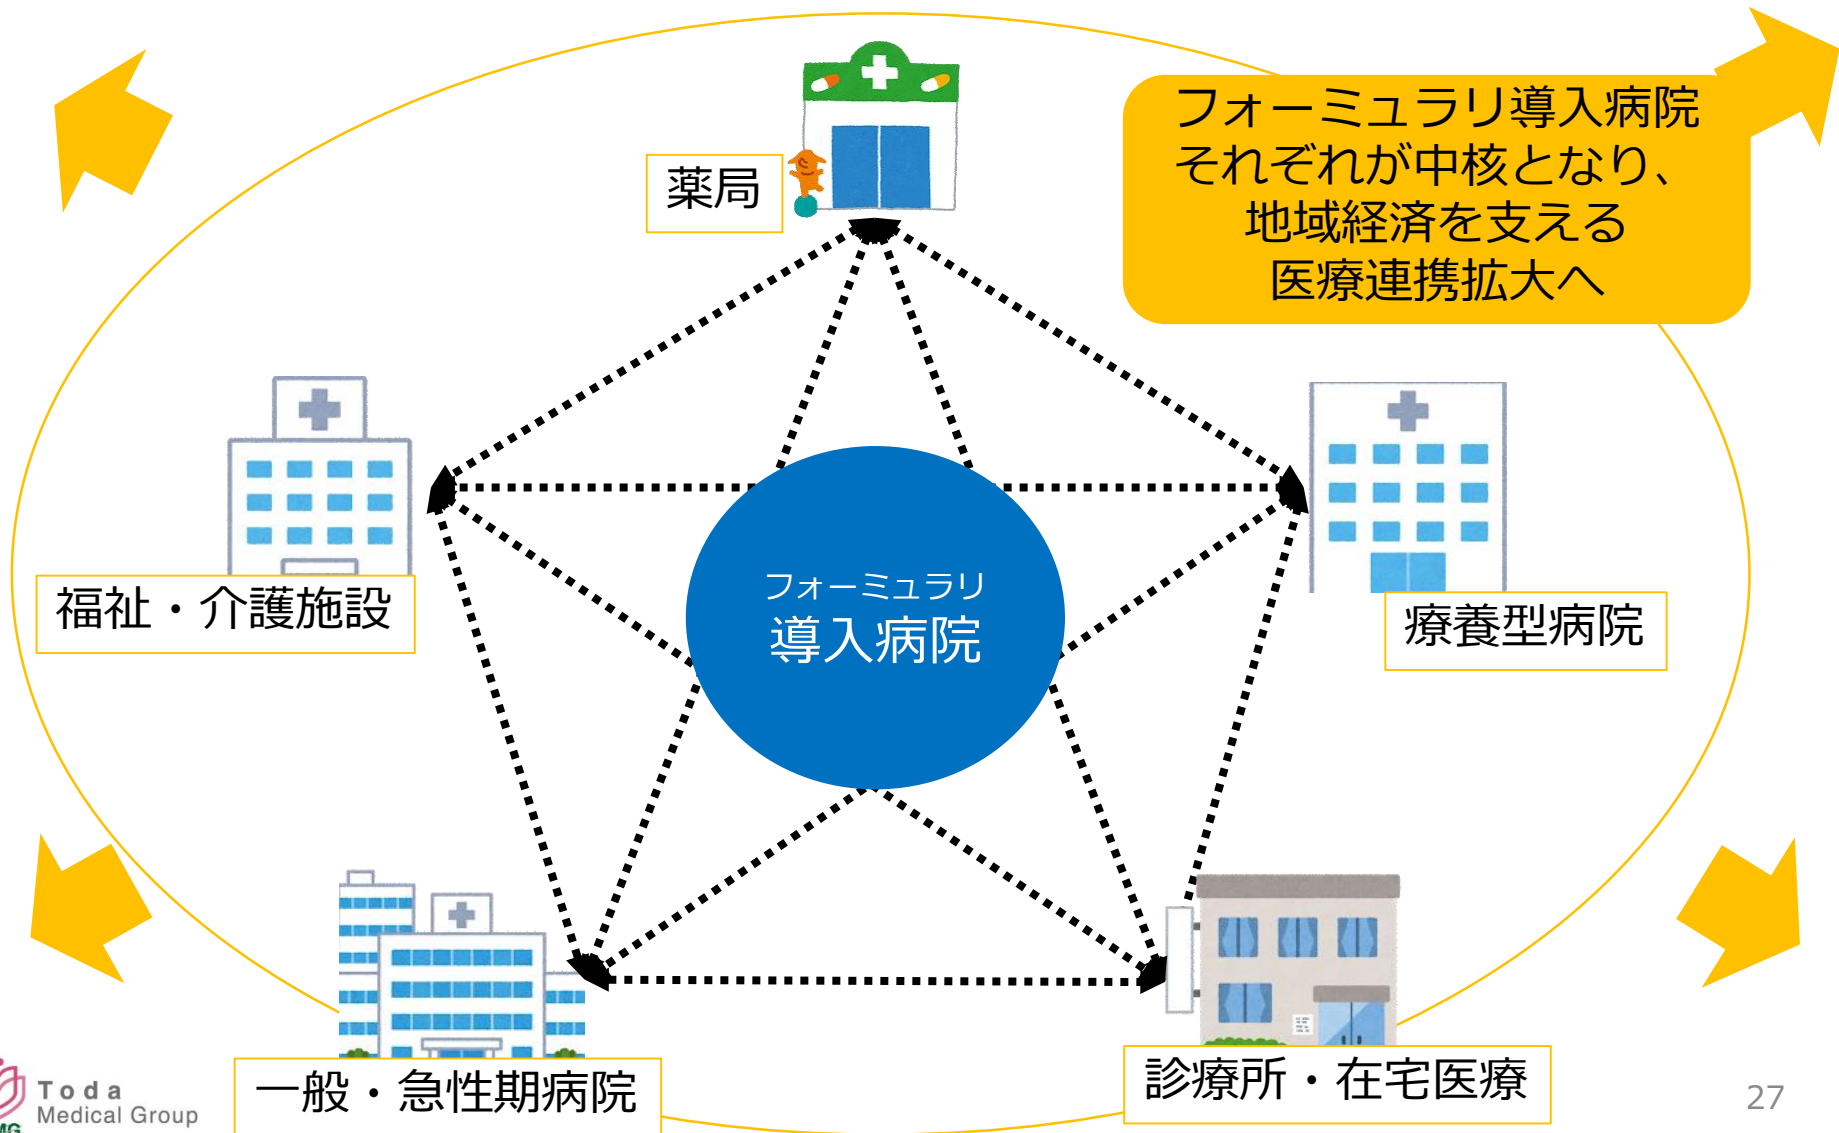 薬局
フォーミュラリ導入病院
それぞれが中核となり、
地域経済を支える
医療連携拡大へ
福祉・介護施設
フォーミュラリ
導入病院
療養型病院
一般・急性期病院
診療所・在宅医療
Toda
Medical Group
MG
27